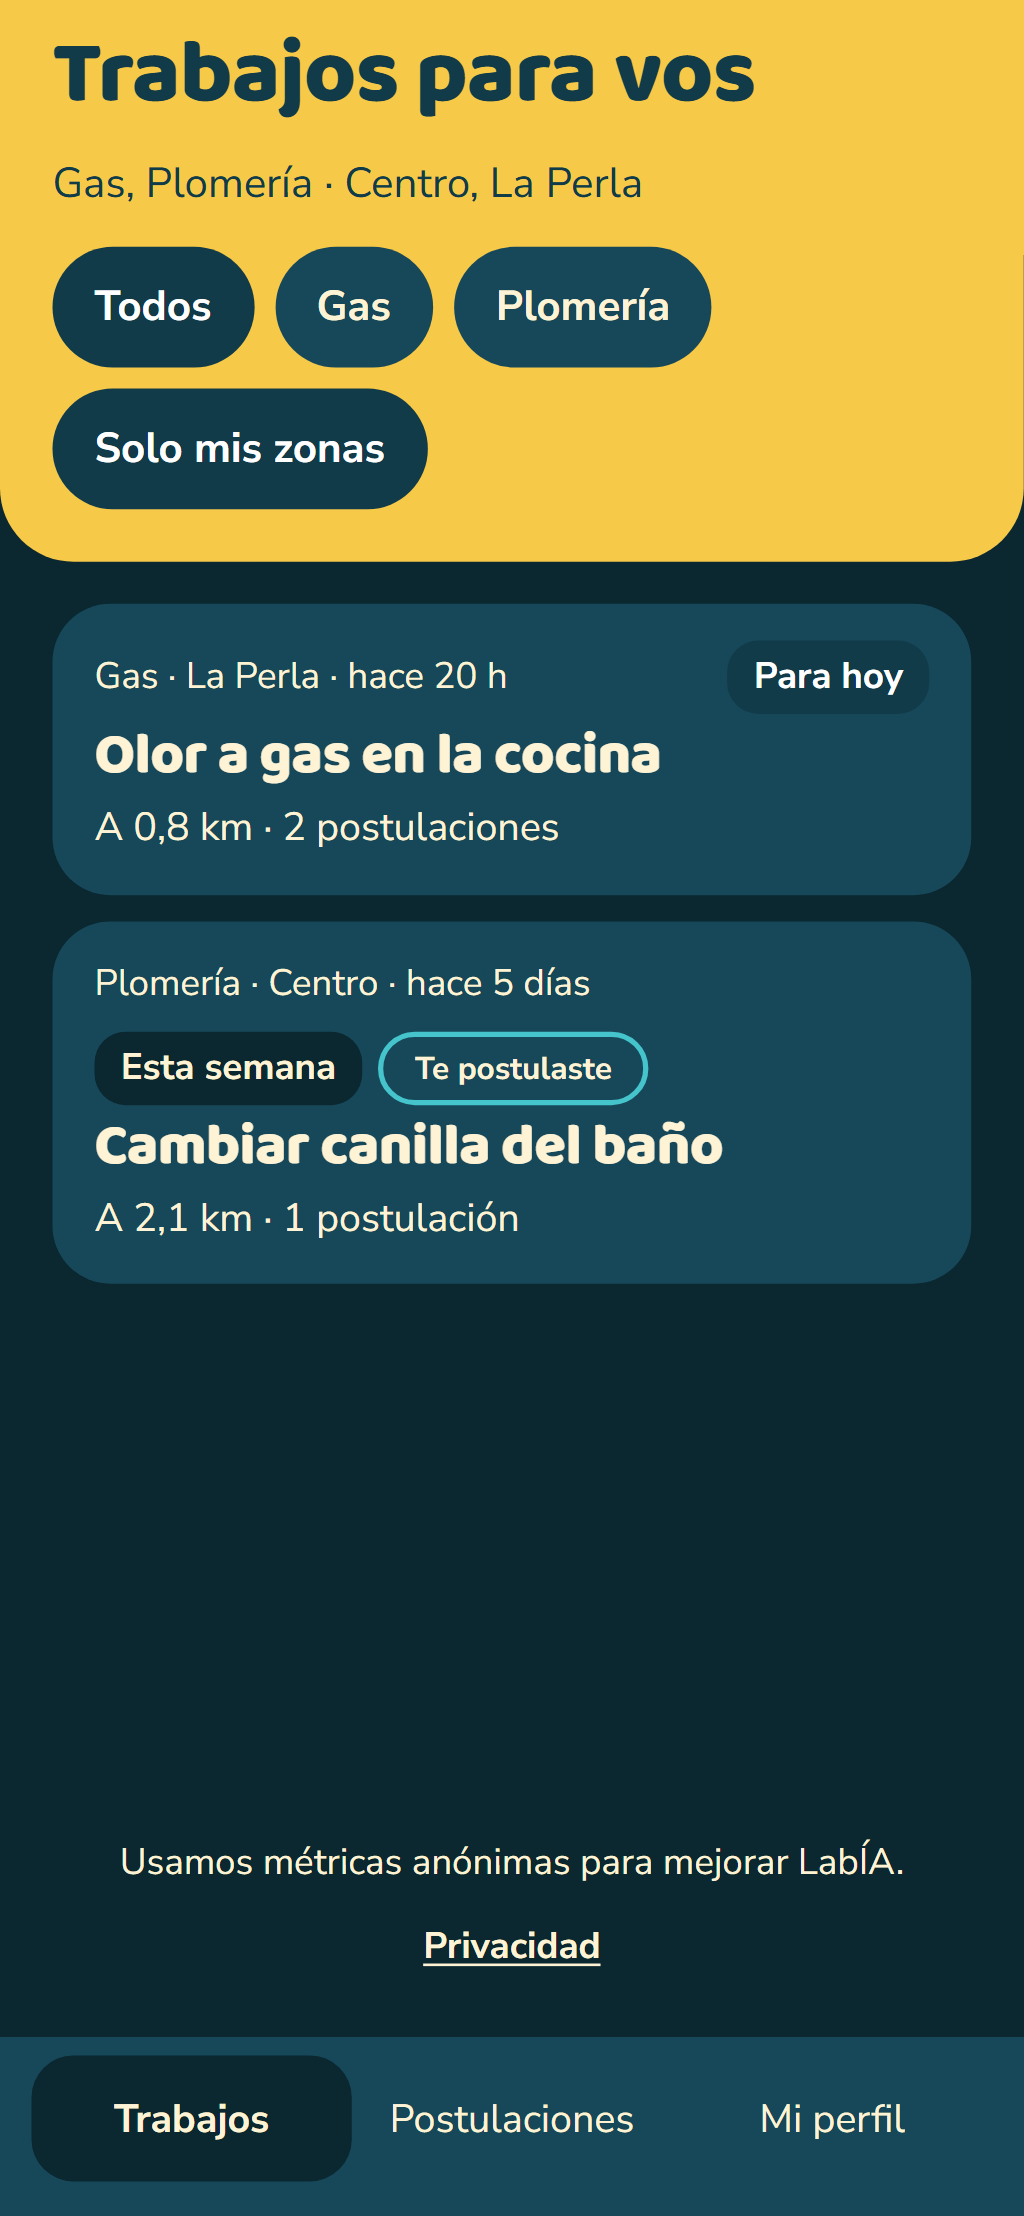 Trabajos para vos
Gas, Plomería · Centro, La Perla
Todos
Gas
Plomería
Solo mis zonas
Gas · La Perla · hace 20 h
Para hoy
Olor a gas en la cocina
A 0,8 km · 2 postulaciones
Plomería · Centro · hace 5 días
Esta semana
Te postulaste
Cambiar canilla del baño
A 2,1 km · 1 postulación
Usamos métricas anónimas para mejorar LabÍA.
Privacidad
Trabajos
Postulaciones
Mi perfil